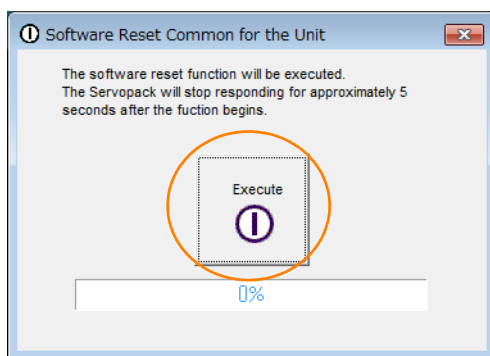 Software Reset Common for the Unit
The software reset function will be executed.
The Servopack will stop responding for approximately 5
seconds after the fuction begins.
Execute
0%